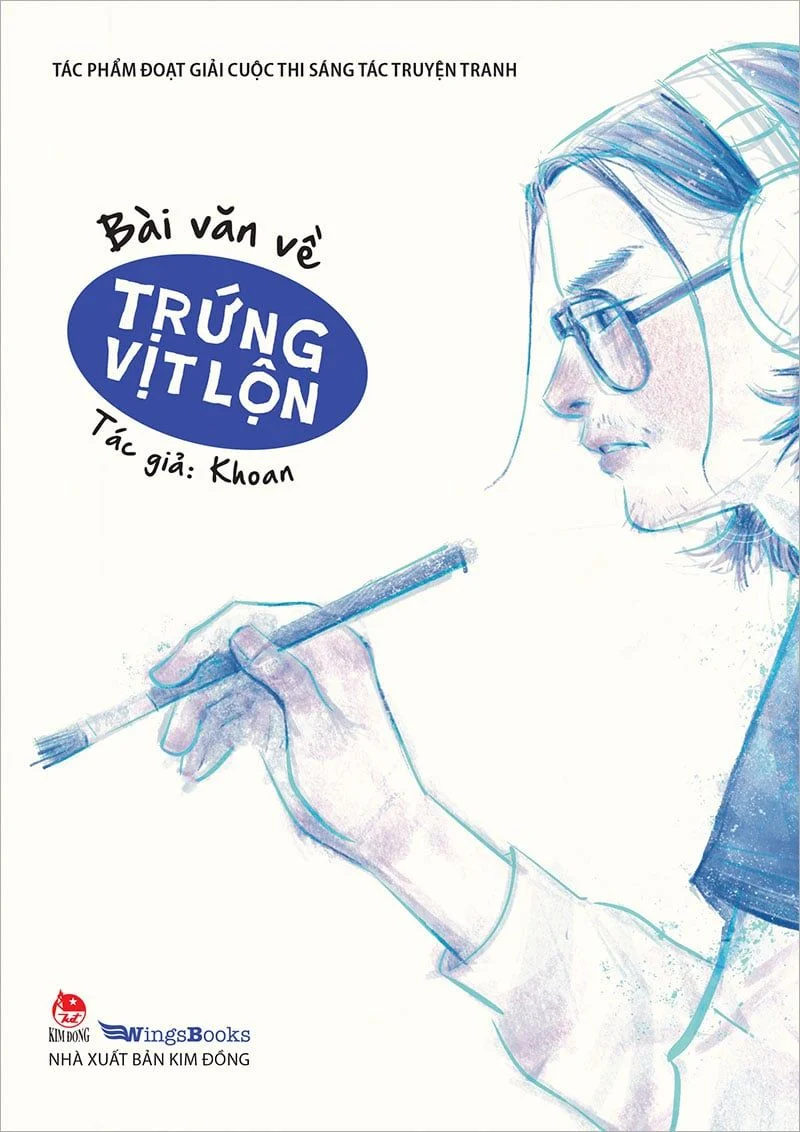 TÁC PHẨM ĐOẠT GIẢI CUỘC THI SÁNG TÁC TRUYỆN TRANH
Bài văn về
TRỨNG
VỊT LỘN
Tác giả: Khoan
KIM ĐỒNG
WingsBooks
NHÀ XUẤT BẢN KIM ĐỒNG